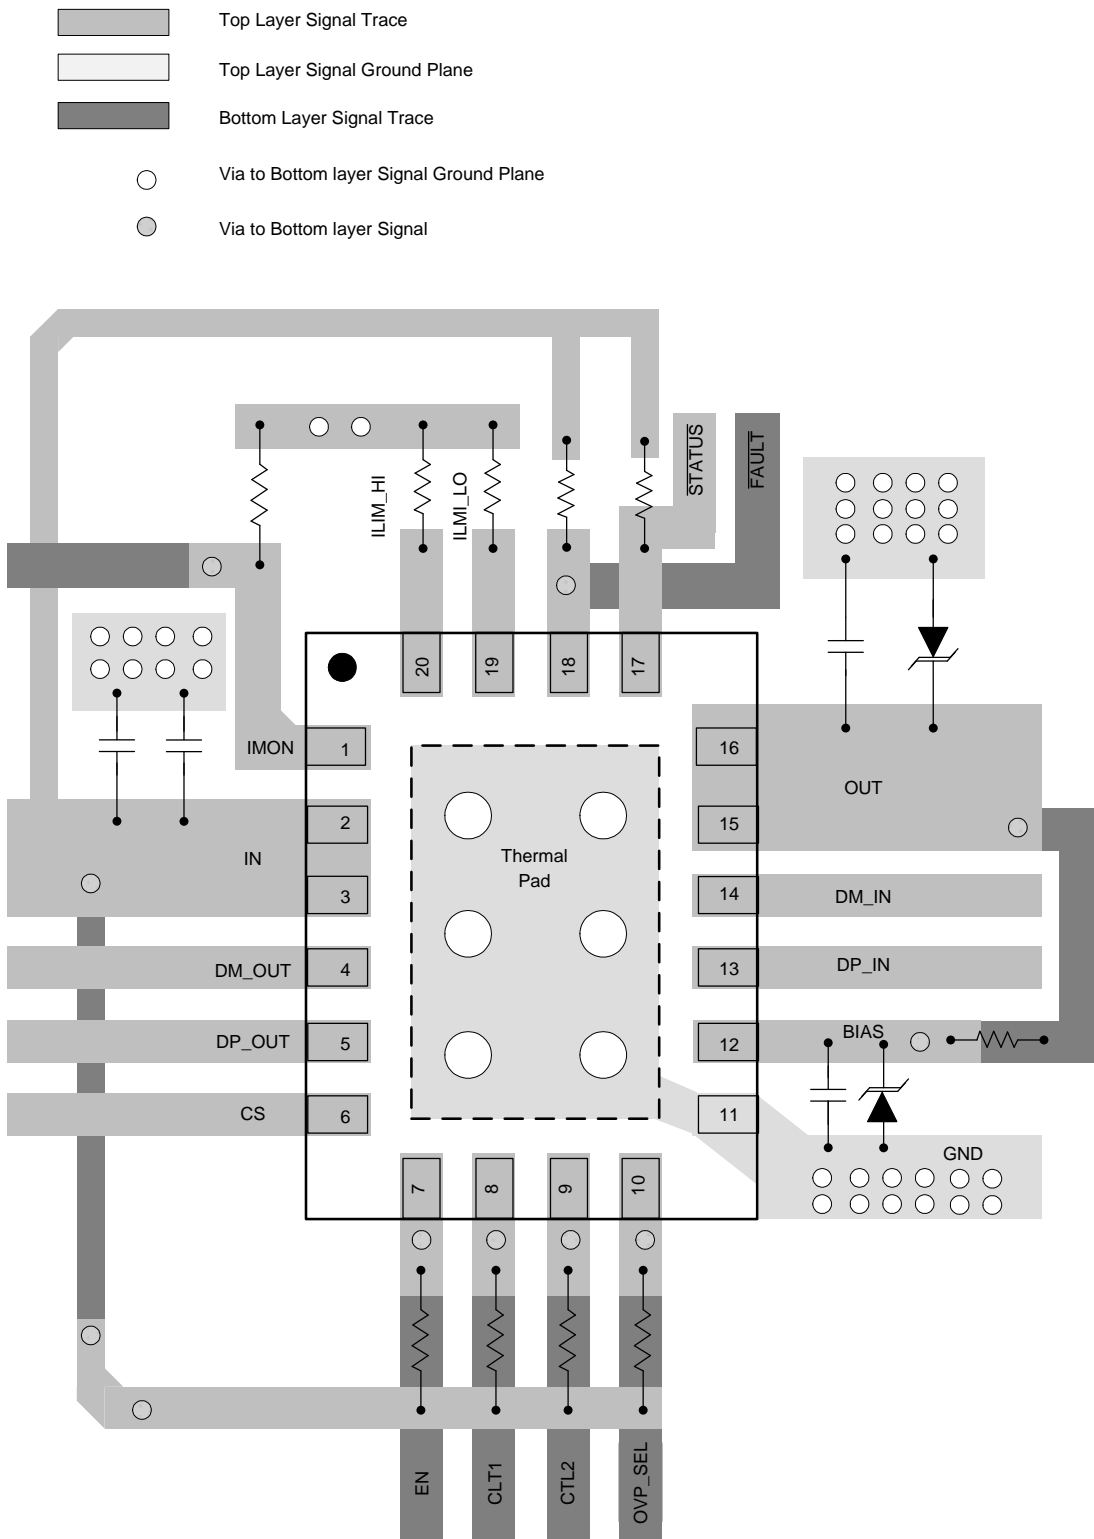 Top Layer Signal Trace
Top Layer Signal Ground Plane
Bottom Layer Signal Trace
Via to Bottom layer Signal Ground Plane
Via to Bottom layer Signal
STATUS
FAULT
ILIM_HI
ILMI_LO
20
19
18
17
IMON
1
16
OUT
2
15
IN
Thermal
Pad
3
14
DM_IN
DM_OUT
4
13
DP_IN
DP_OUT
5
12
BIAS
CS
6
11
GND
7
8
9
10
EN
CLT1
CTL2
OVP_SEL